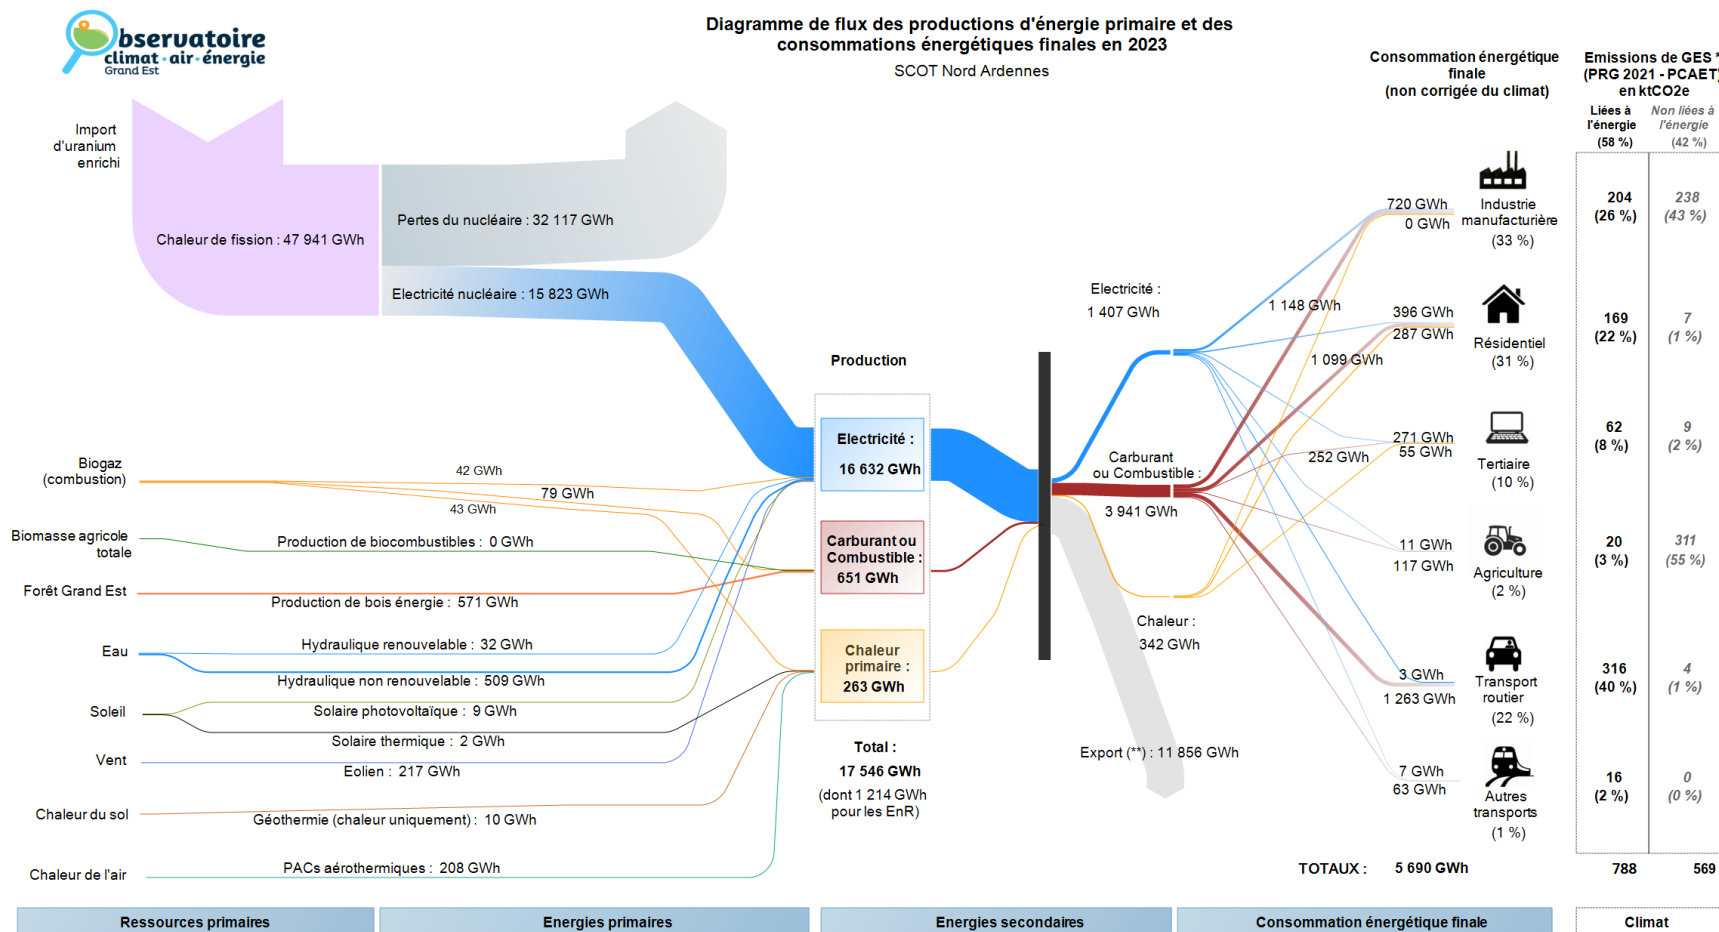 Observatoire
climat · air · énergie
Grand Est
Diagramme de flux des productions d'énergie primaire et des
consommations énergétiques finales en 2023
SCOT Nord Ardennes
Consommation énergétique
finale
(non corrigée du climat)
Emissions de GES *
(PRG 2021 - PCAET)
en ktCO2e
Liées à
l'énergie
(58 %)
Non liées à
l'énergie
(42 %)
Import
d'uranium
enrichi
Chaleur de fission : 47 941 GWh
Pertes du nucléaire : 32 117 GWh
Electricité nucléaire : 15 823 GWh
Biogaz
(combustion)
42 GWh
79 GWh
43 GWh
Biomasse agricole
totale
Production de biocombustibles : 0 GWh
Forêt Grand Est
Production de bois énergie : 571 GWh
Eau
Hydraulique renouvelable : 32 GWh
Hydraulique non renouvelable : 509 GWh
Soleil
Solaire photovoltaïque : 9 GWh
Solaire thermique : 2 GWh
Vent
Eolien : 217 GWh
Chaleur du sol
Géothermie (chaleur uniquement) : 10 GWh
Chaleur de l'air
PACs aérothermiques : 208 GWh
Production
Electricité :
16 632 GWh
Carburant ou
Combustible :
651 GWh
Chaleur
primaire :
263 GWh
Total :
17 546 GWh
(dont 1 214 GWh
pour les EnR)
Electricité :
1 407 GWh
Carburant
ou Combustible :
3 941 GWh
Chaleur :
342 GWh
Export (**) : 11 856 GWh
720 GWh
0 GWh
1 148 GWh
Industrie
manufacturière
(33 %)
204
(26 %)
238
(43 %)
396 GWh
287 GWh
1 099 GWh
Résidentiel
(31 %)
169
(22 %)
7
(1 %)
271 GWh
55 GWh
252 GWh
Tertiaire
(10 %)
62
(8 %)
9
(2 %)
11 GWh
117 GWh
Agriculture
(2 %)
20
(3 %)
311
(55 %)
3 GWh
1 263 GWh
Transport
routier
(22 %)
316
(40 %)
4
(1 %)
7 GWh
63 GWh
Autres
transports
(1 %)
16
(2 %)
0
(0 %)
TOTAUX : 5 690 GWh
788
569
Ressources primaires
Energies primaires
Energies secondaires
Consommation énergétique finale
Climat